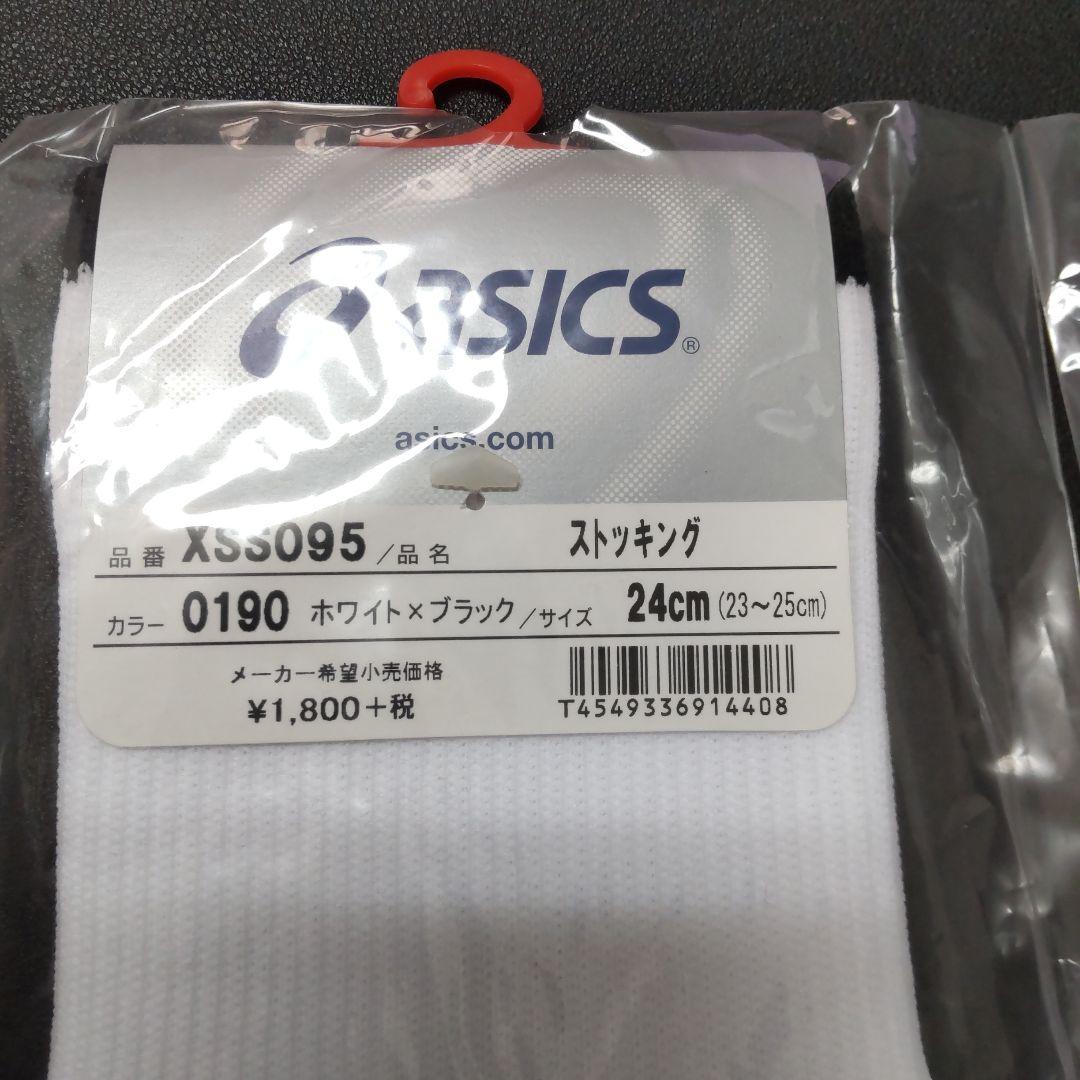 asics®
asics.com
品番 XSS095 /品名 ストッキング
カラー 0190 ホワイト×ブラック/サイズ 24cm(23~25cm)
メーカー希望小売価格
¥1,800+税
T4549336914408